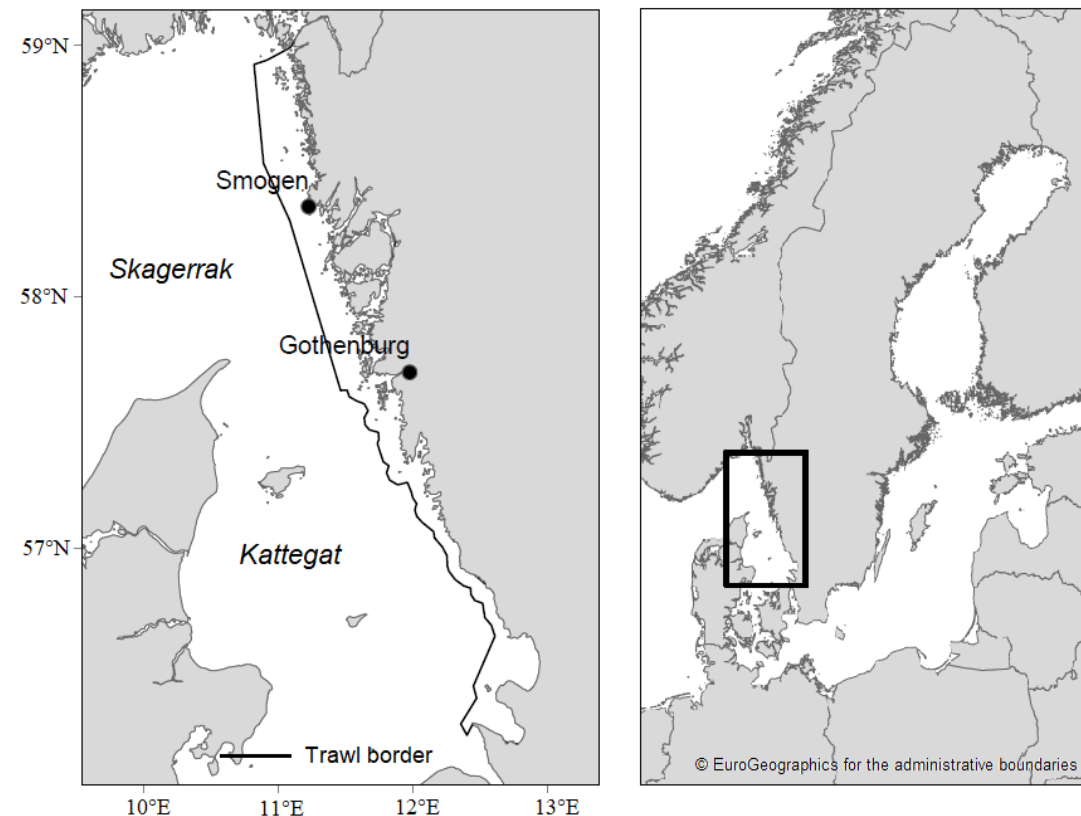 59°N
Smogen
Skagerrak
58°N
Gothenburg
57°N
Kattegat
Trawl border
10°E
11°E
12°E
13°E
© EuroGeographics for the administrative boundaries